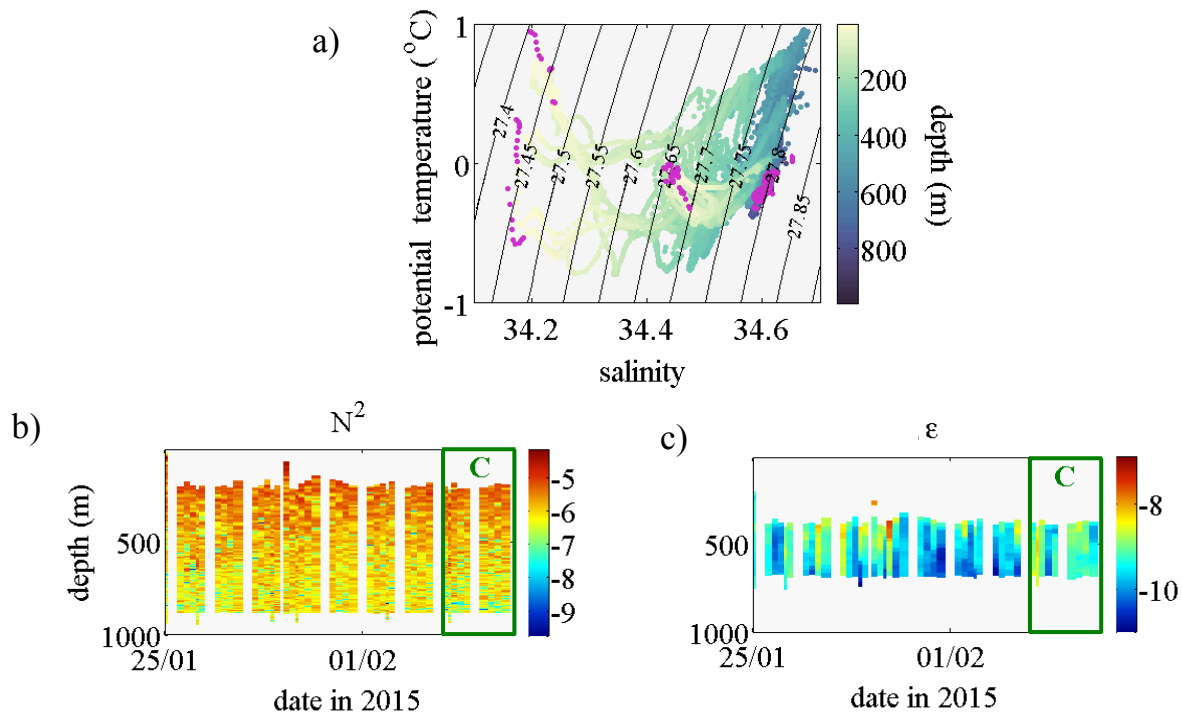 a)
1
0
-1
potential temperature (°C)
27.4
27.45
27.5
27.55
27.6
27.65
27.7
27.75
27.8
27.85
34.2 34.4 34.6
salinity
200
400
600
800
depth (m)
b)
N²
C
500
1000
depth (m)
25/01 01/02
date in 2015
-5
-6
-7
-8
-9
c)
ε
C
500
1000
25/01 01/02
date in 2015
-8
-10